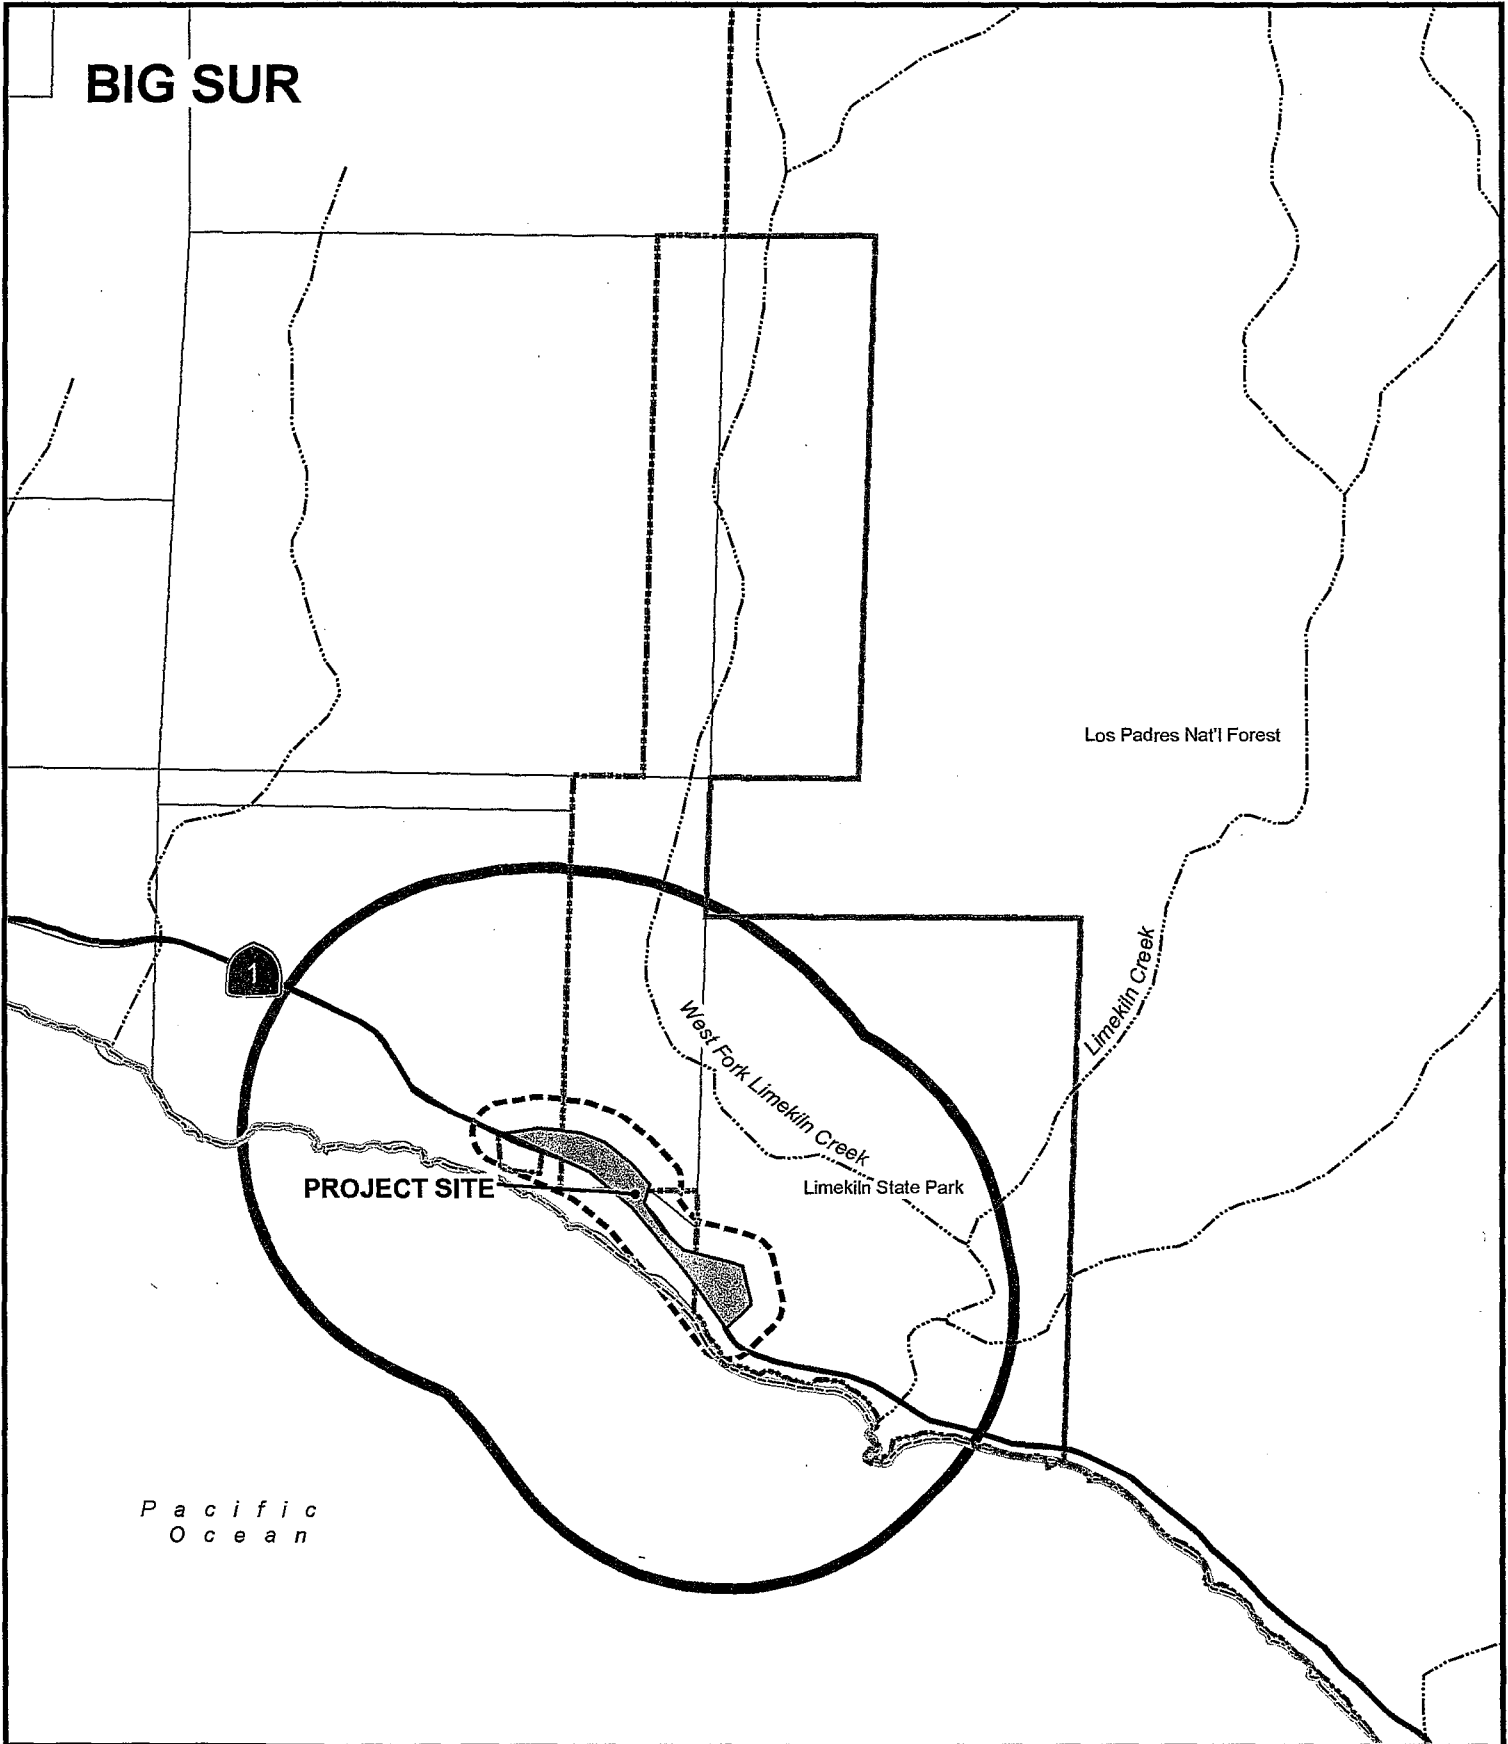 BIG SUR
Los Padres Nat'l Forest
1
Limekiln Creek
West Fork Limekiln Creek
PROJECT SITE
Limekiln State Park
Pacific
Ocean